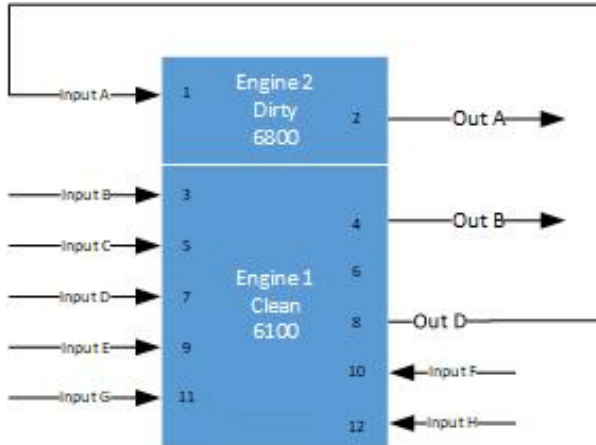 Input A
1
Engine 2
Dirty
6800
2
Out A
Input B
3
4
Out B
Input C
5
6
Input D
7
Engine 1
Clean
6100
8
Out D
Input E
9
10
Input F
Input G
11
12
Input H